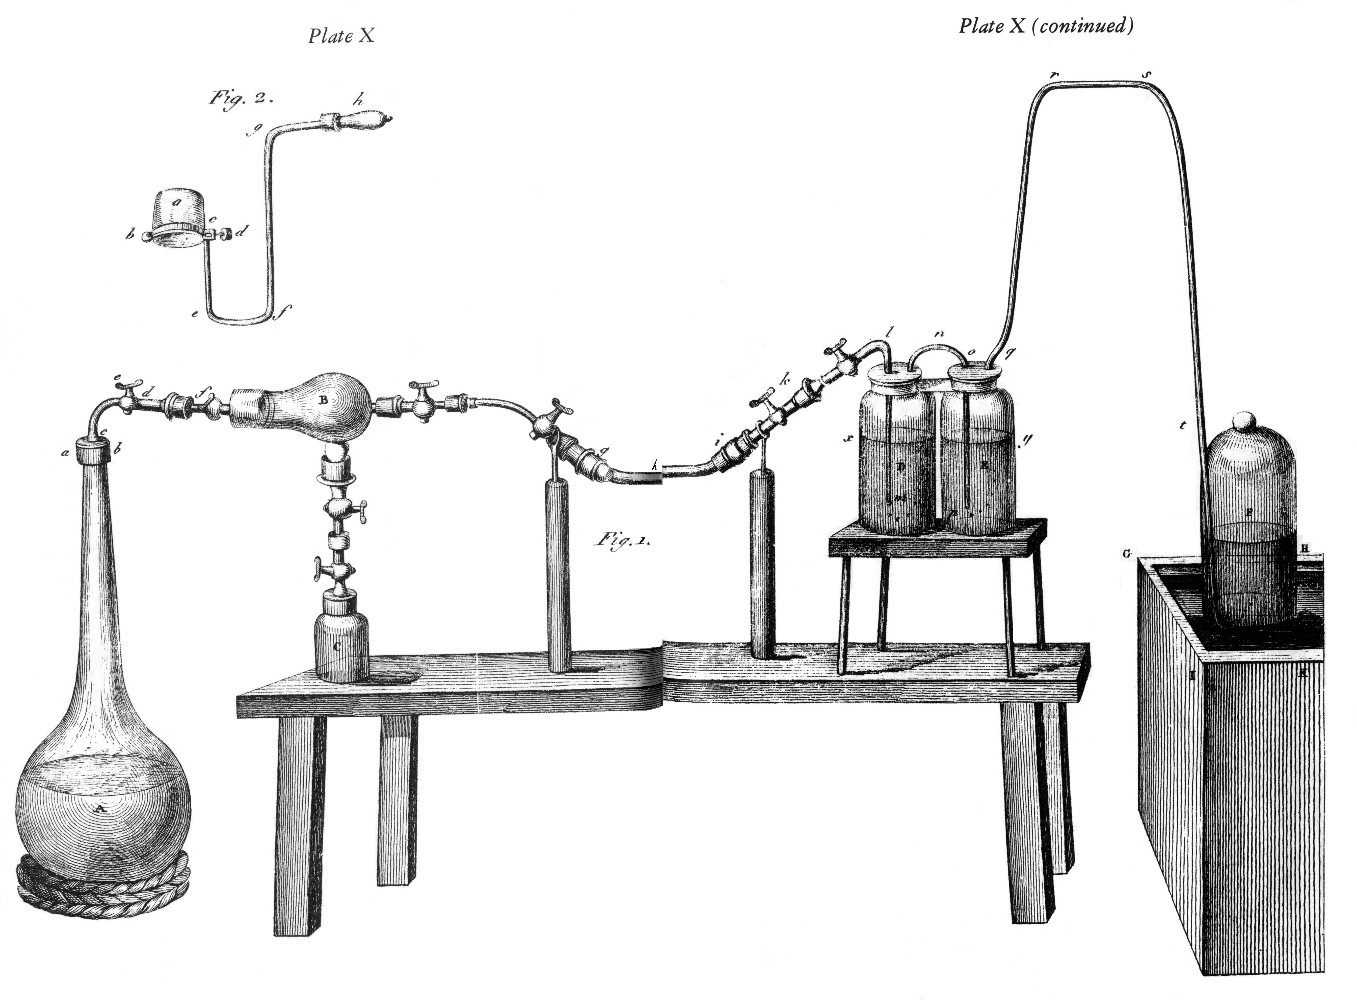 Plate X
Plate X (continued)
r s
Fig. 2.
h
g
a
c
b d
e f
l n o q
e d f
B
k
c
a b
i
g
x D E y
t
m
F
Fig. 1.
G H
C
I K
A